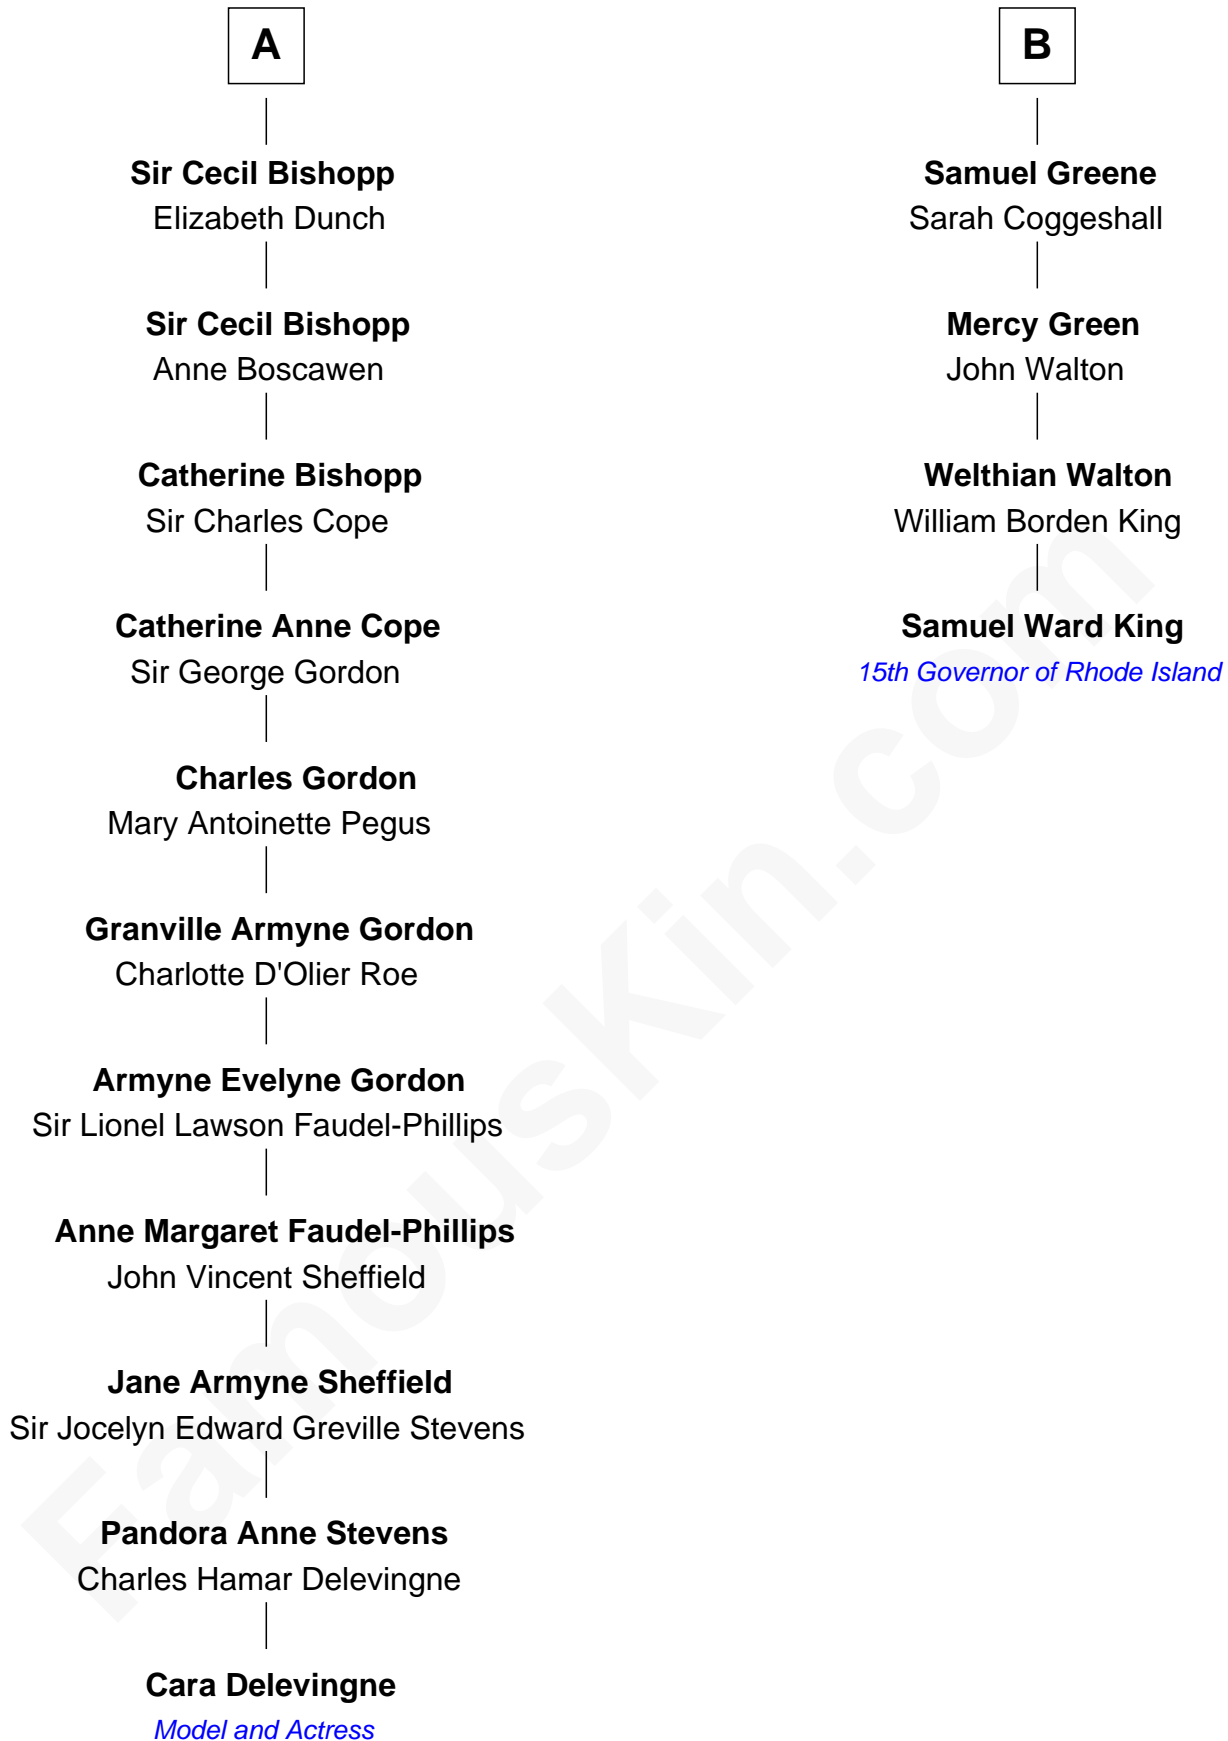 A
Sir Cecil Bishopp
Elizabeth Dunch
Sir Cecil Bishopp
Anne Boscawen
Catherine Bishopp
Sir Charles Cope
Catherine Anne Cope
Sir George Gordon
Charles Gordon
Mary Antoinette Pegus
Granville Armyne Gordon
Charlotte D'Olier Roe
Armyne Evelyne Gordon
Sir Lionel Lawson Faudel-Phillips
Anne Margaret Faudel-Phillips
John Vincent Sheffield
Jane Armyne Sheffield
Sir Jocelyn Edward Greville Stevens
Pandora Anne Stevens
Charles Hamar Delevingne
Cara Delevingne
Model and Actress
B
Samuel Greene
Sarah Coggeshall
Mercy Green
John Walton
Welthian Walton
William Borden King
Samuel Ward King
15th Governor of Rhode Island
FamousKin.com